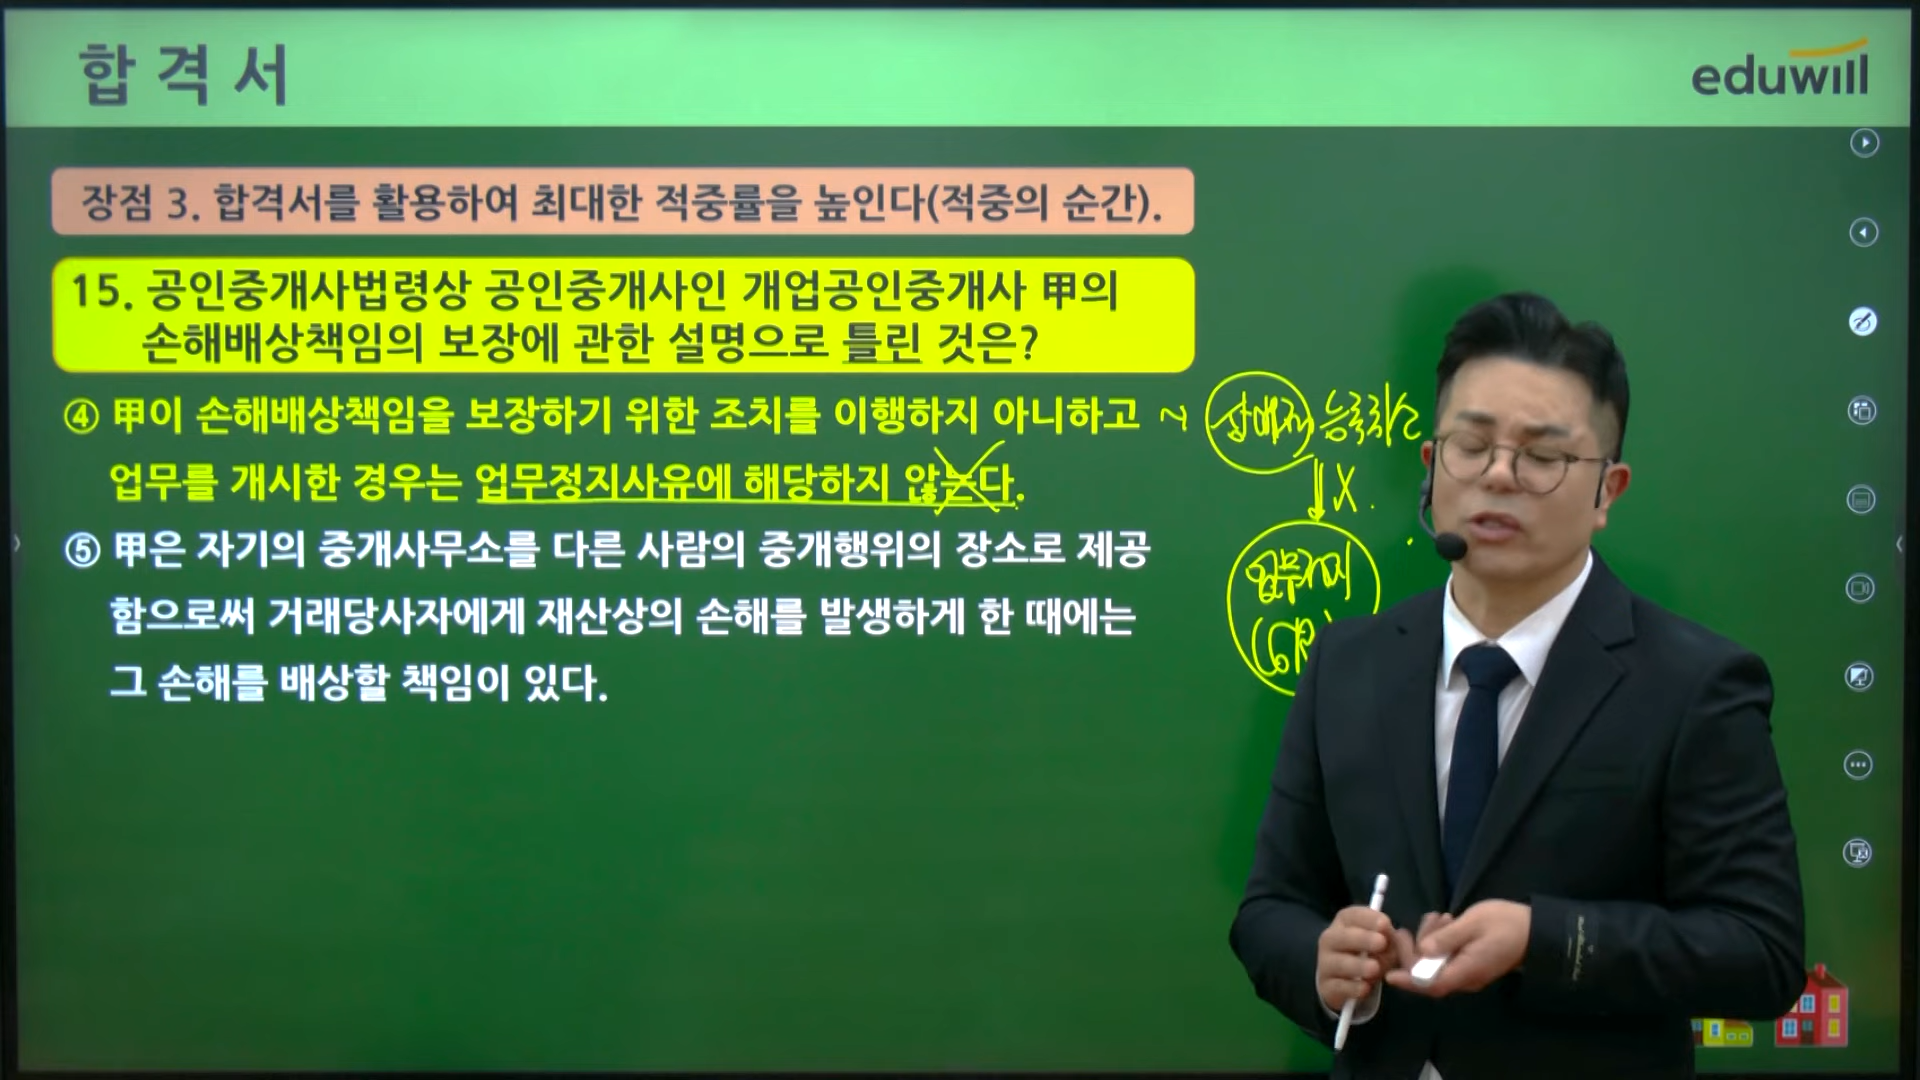 합격서
eduwill
장점 3. 합격서를 활용하여 최대한 적중률을 높인다(적중의 순간).
15. 공인중개사법령상 공인중개사인 개업공인중개사 甲의
손해배상책임의 보장에 관한 설명으로 틀린 것은?
④ 甲이 손해배상책임을 보장하기 위한 조치를 이행하지 아니하고 ~
업무를 개시한 경우는 업무정지사유에 해당하지 않는다.
X.
⑤ 甲은 자기의 중개사무소를 다른 사람의 중개행위의 장소로 제공
함으로써 거래당사자에게 재산상의 손해를 발생하게 한 때에는
그 손해를 배상할 책임이 있다.